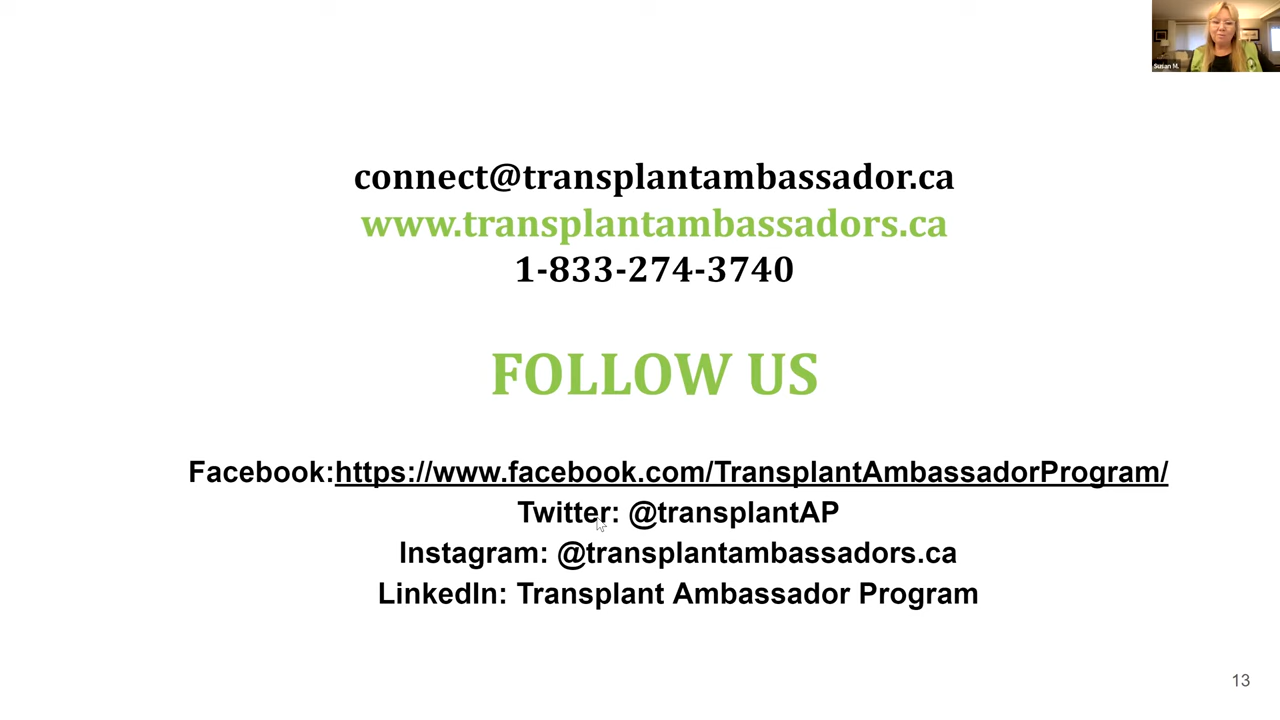 Susan M.
connect@transplantambassador.ca
www.transplantambassadors.ca
1-833-274-3740
FOLLOW US
Facebook:https://www.facebook.com/TransplantAmbassadorProgram/
Twitter: @transplantAP
Instagram: @transplantambassadors.ca
LinkedIn: Transplant Ambassador Program
13